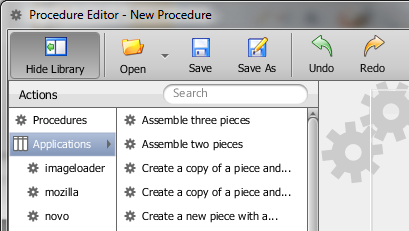 Procedure Editor - New Procedure
Hide Library
Open
Save
Save As
Undo
Redo
Actions
Search
Procedures
Applications
imageloader
mozilla
novo
Assemble three pieces
Assemble two pieces
Create a copy of a piece and...
Create a copy of a piece and...
Create a new piece with a...